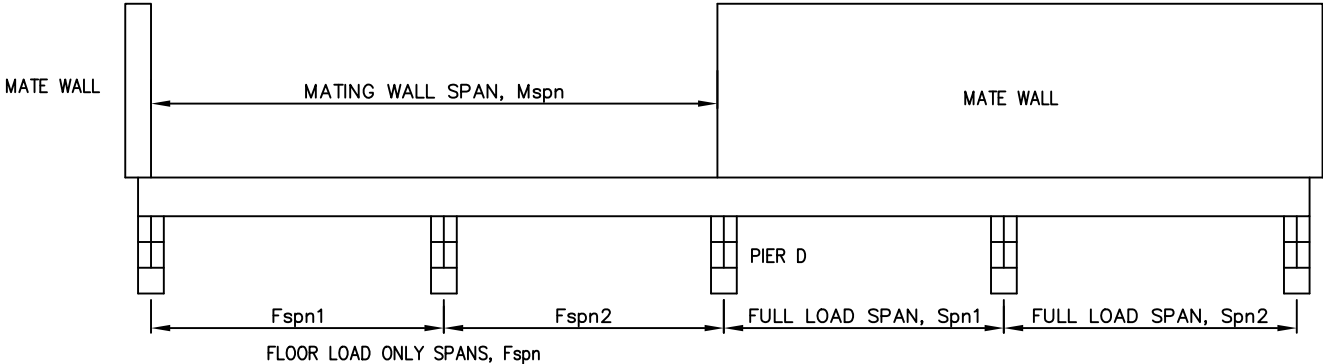 MATE WALL
MATING WALL SPAN, Mspn
MATE WALL
PIER D
Fspn1
Fspn2
FULL LOAD SPAN, Spn1
FULL LOAD SPAN, Spn2
FLOOR LOAD ONLY SPANS, Fspn